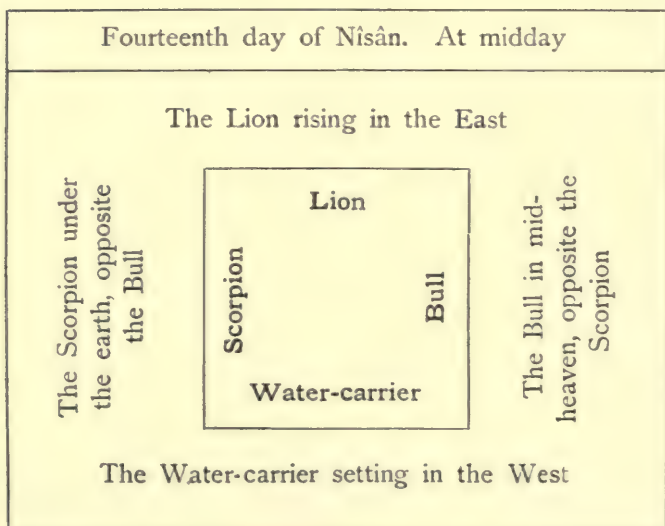 Fourteenth day of Nîsân. At midday
The Lion rising in the East
The Scorpion under
the earth, opposite
the Bull
Lion
Scorpion
Bull
Water-carrier
The Bull in mid-
heaven, opposite the
Scorpion
The Water-carrier setting in the West